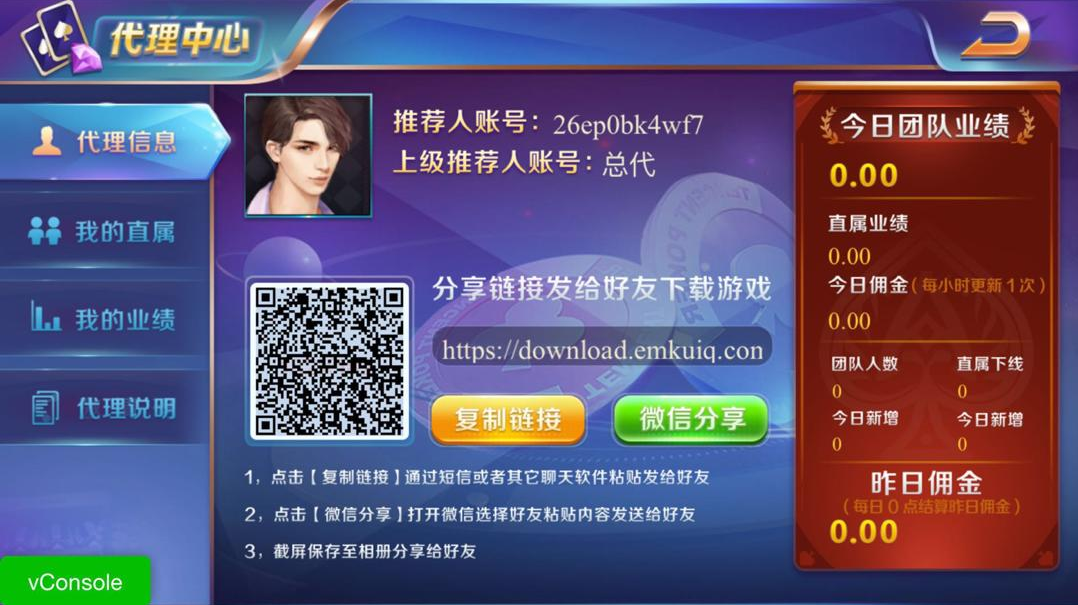 代理中心
代理信息
我的直属
我的业绩
代理说明
vConsole
推荐人账号：26ep0bk4wf7
上级推荐人账号：总代
分享链接发给好友下载游戏
https://download.emkuiq.con
复制链接
微信分享
1，点击【复制链接】通过短信或者其它聊天软件粘贴发给好友
2，点击【微信分享】打开微信选择好友粘贴内容发送给好友
3，截屏保存至相册分享给好友
今日团队业绩
0.00
直属业绩
0.00
今日佣金（每小时更新1次）
0.00
团队人数 直属下线
0 0
今日新增 今日新增
0 0
昨日佣金
（每日0点结算昨日佣金）
0.00